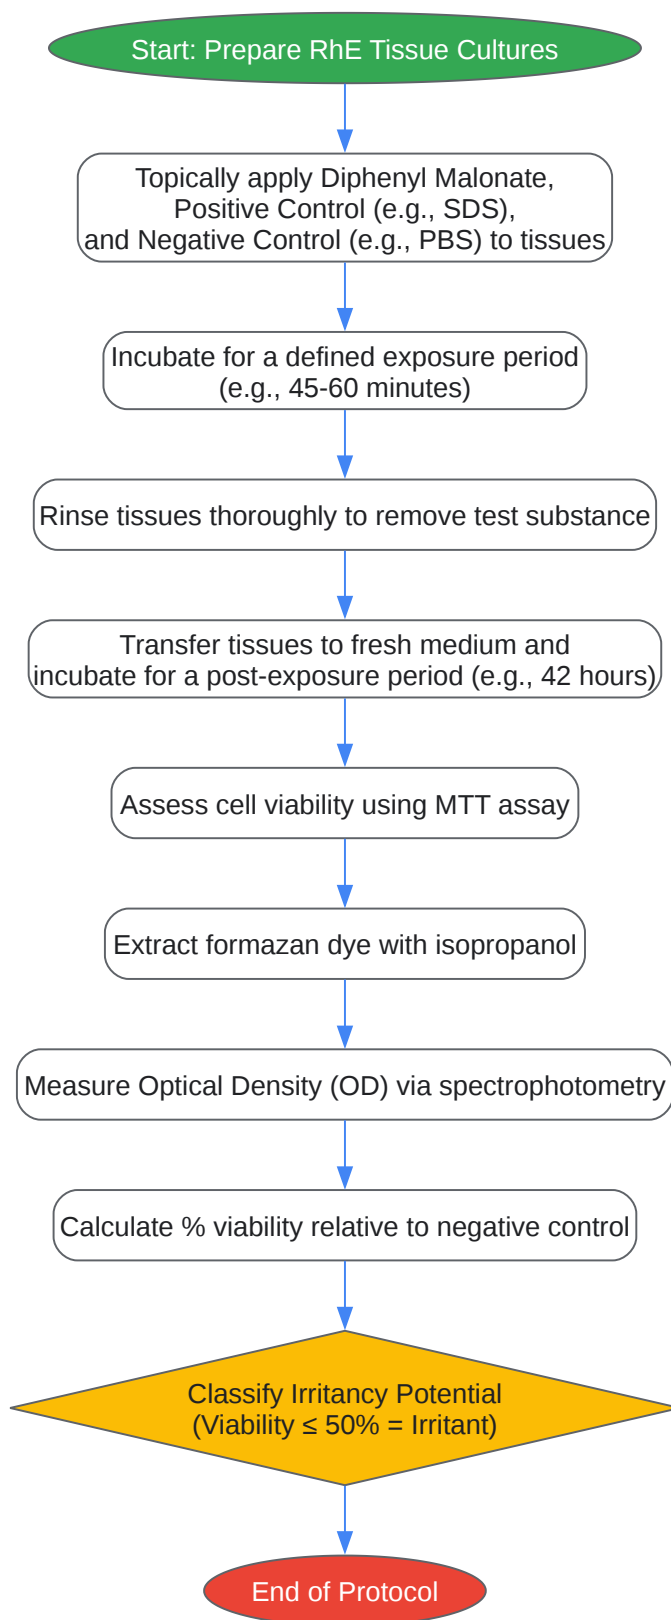 Start: Prepare RhE Tissue Cultures
Topically apply Diphenyl Malonate,
Positive Control (e.g., SDS),
and Negative Control (e.g., PBS) to tissues
Incubate for a defined exposure period
(e.g., 45-60 minutes)
Rinse tissues thoroughly to remove test substance
Transfer tissues to fresh medium and
incubate for a post-exposure period (e.g., 42 hours)
Assess cell viability using MTT assay
Extract formazan dye with isopropanol
Measure Optical Density (OD) via spectrophotometry
Calculate % viability relative to negative control
Classify Irritancy Potential
(Viability ≤ 50% = Irritant)
End of Protocol